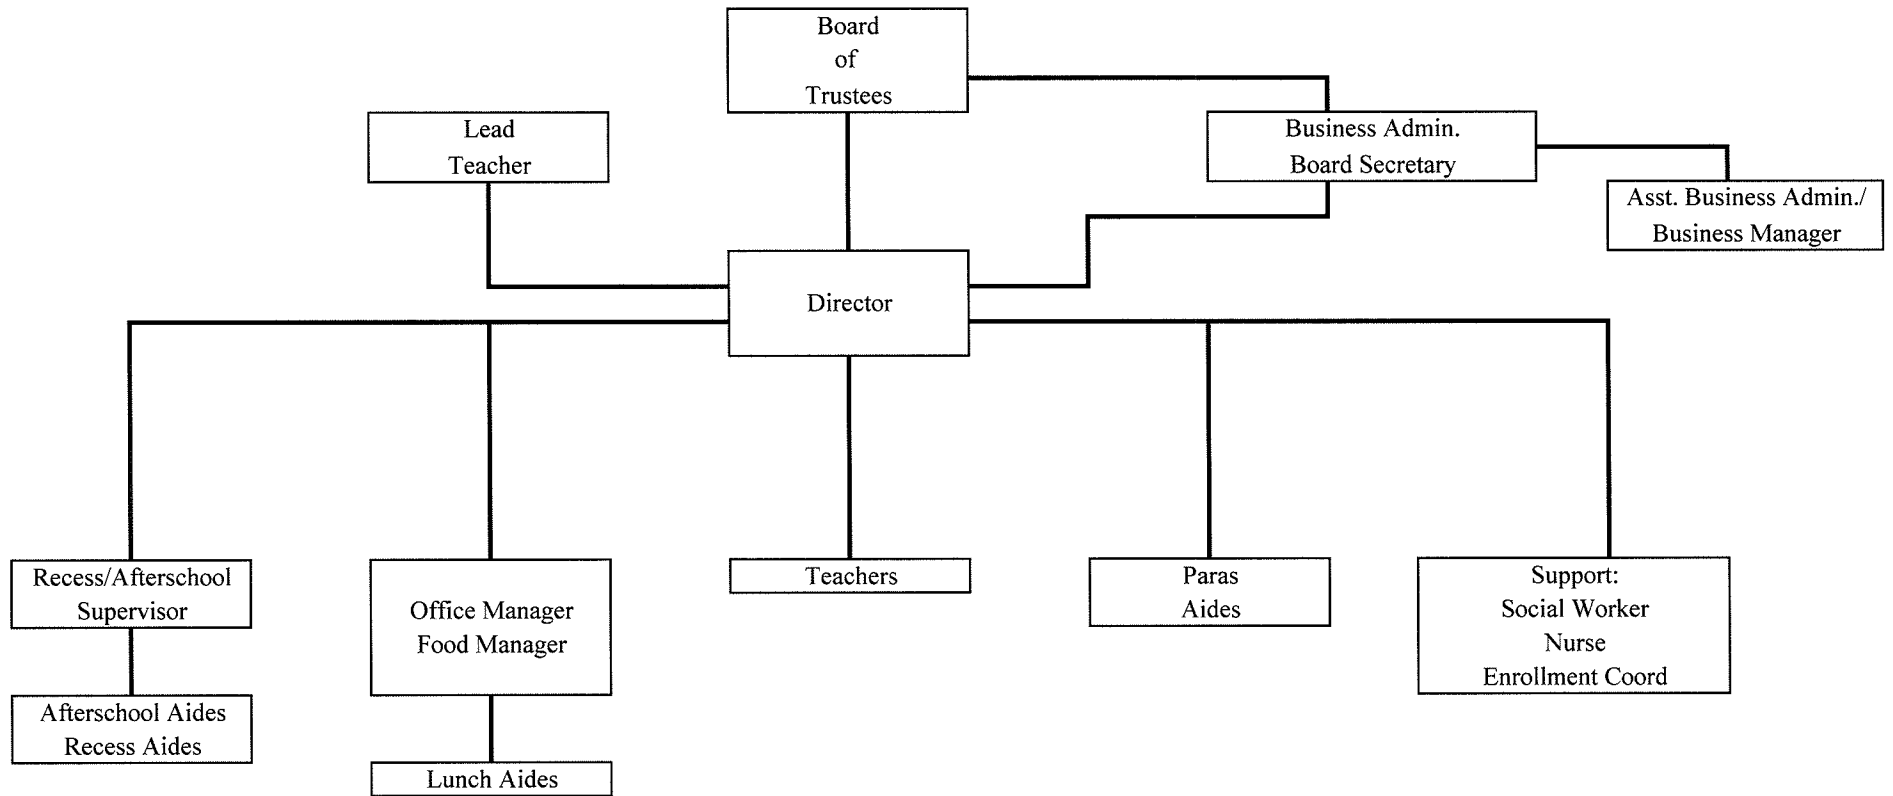 Board
of
Trustees
Lead
Teacher
Business Admin.
Board Secretary
Asst. Business Admin./
Business Manager
Director
Recess/Afterschool
Supervisor
Office Manager
Food Manager
Teachers
Paras
Aides
Support:
Social Worker
Nurse
Enrollment Coord
Afterschool Aides
Recess Aides
Lunch Aides